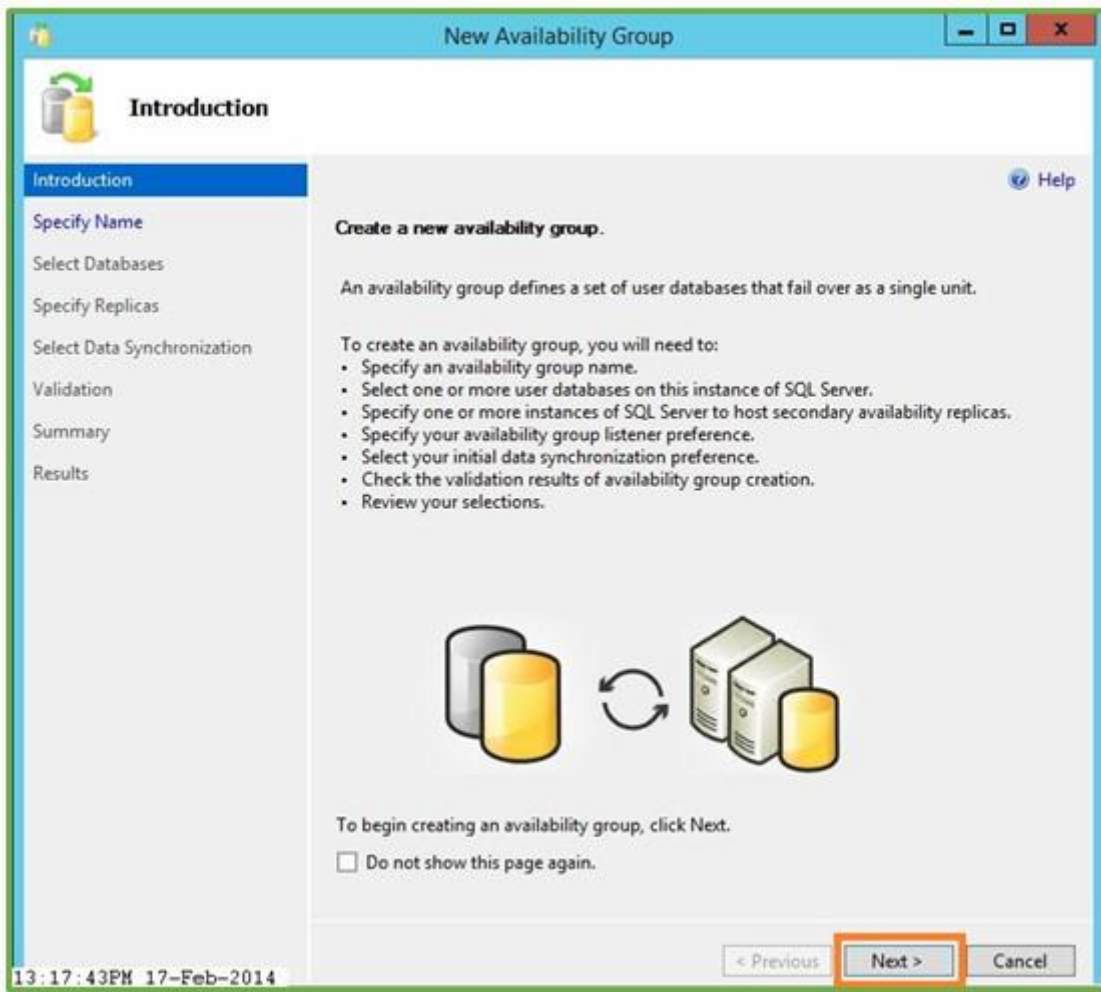 New Availability Group
Introduction
Introduction
Help
Specify Name
Select Databases
Specify Replicas
Select Data Synchronization
Validation
Summary
Results
Create a new availability group.
An availability group defines a set of user databases that fail over as a single unit.
To create an availability group, you will need to:
• Specify an availability group name.
• Select one or more user databases on this instance of SQL Server.
• Specify one or more instances of SQL Server to host secondary availability replicas.
• Specify your availability group listener preference.
• Select your initial data synchronization preference.
• Check the validation results of availability group creation.
• Review your selections.
To begin creating an availability group, click Next.
Do not show this page again.
< Previous
Next >
Cancel
13:17:43PM 17-Feb-2014